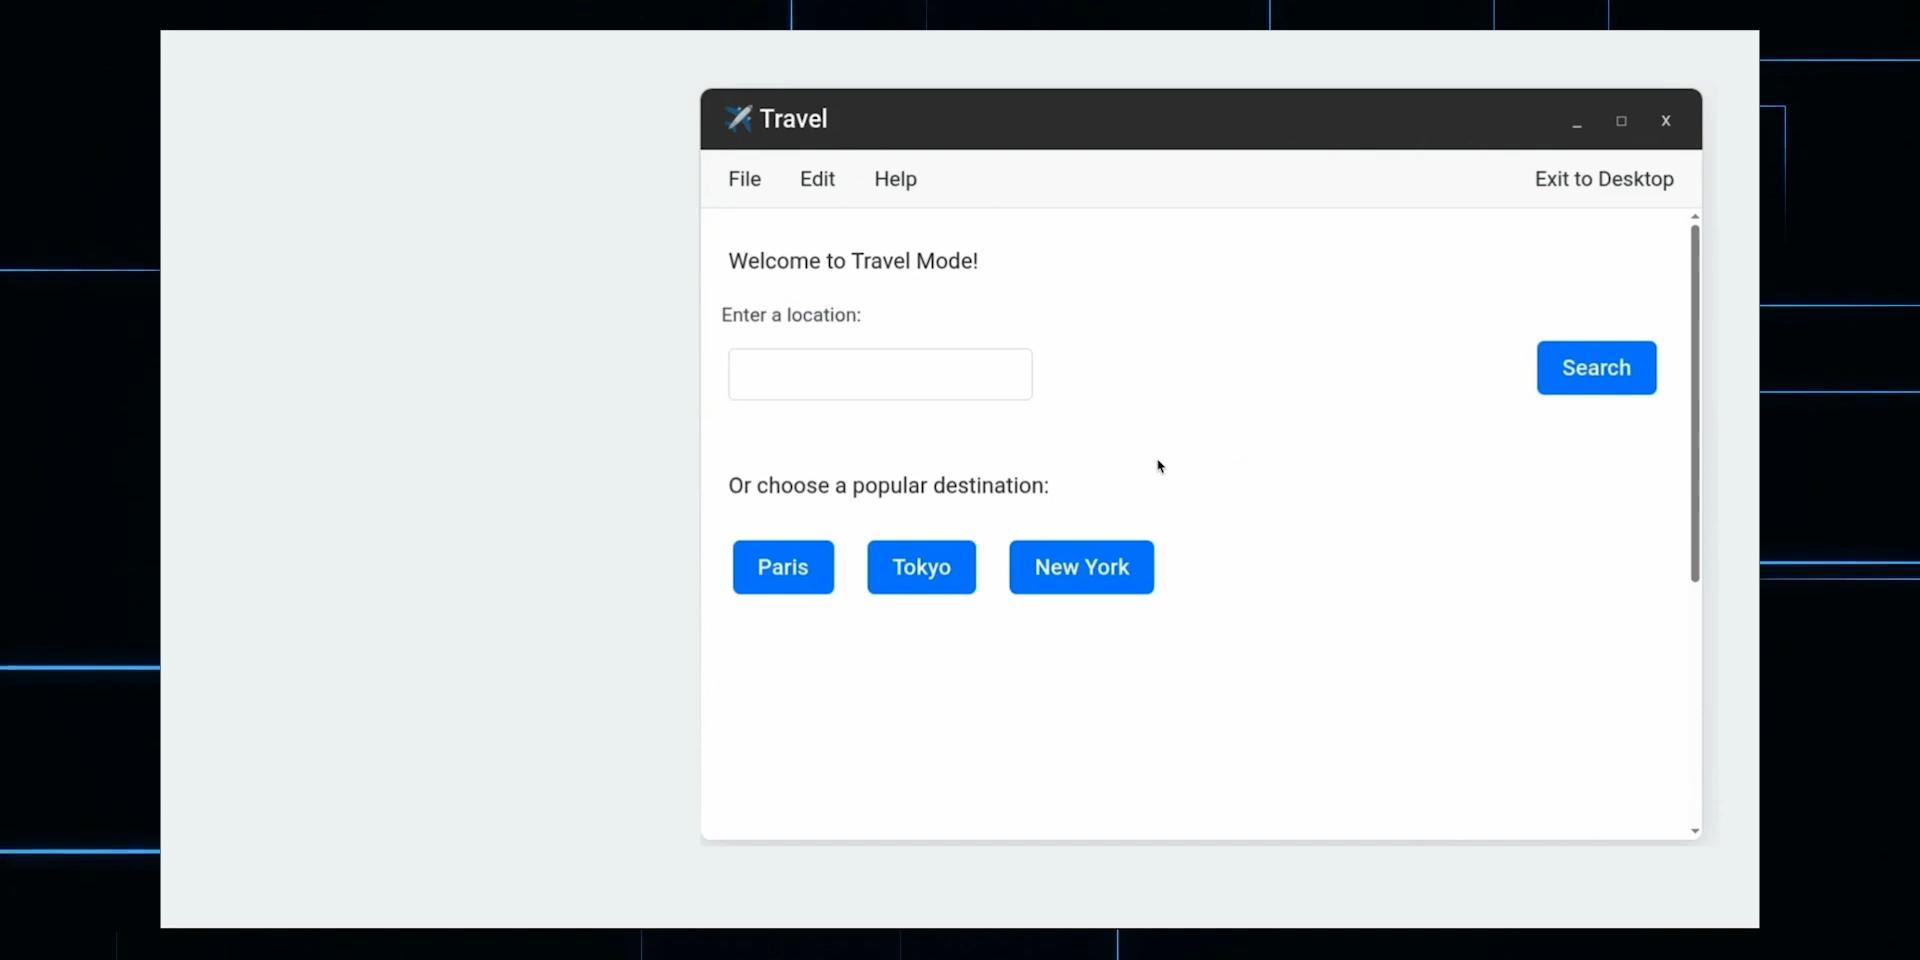 Travel
_ □ x
File Edit Help Exit to Desktop
Welcome to Travel Mode!
Enter a location:
Search
Or choose a popular destination:
Paris Tokyo New York